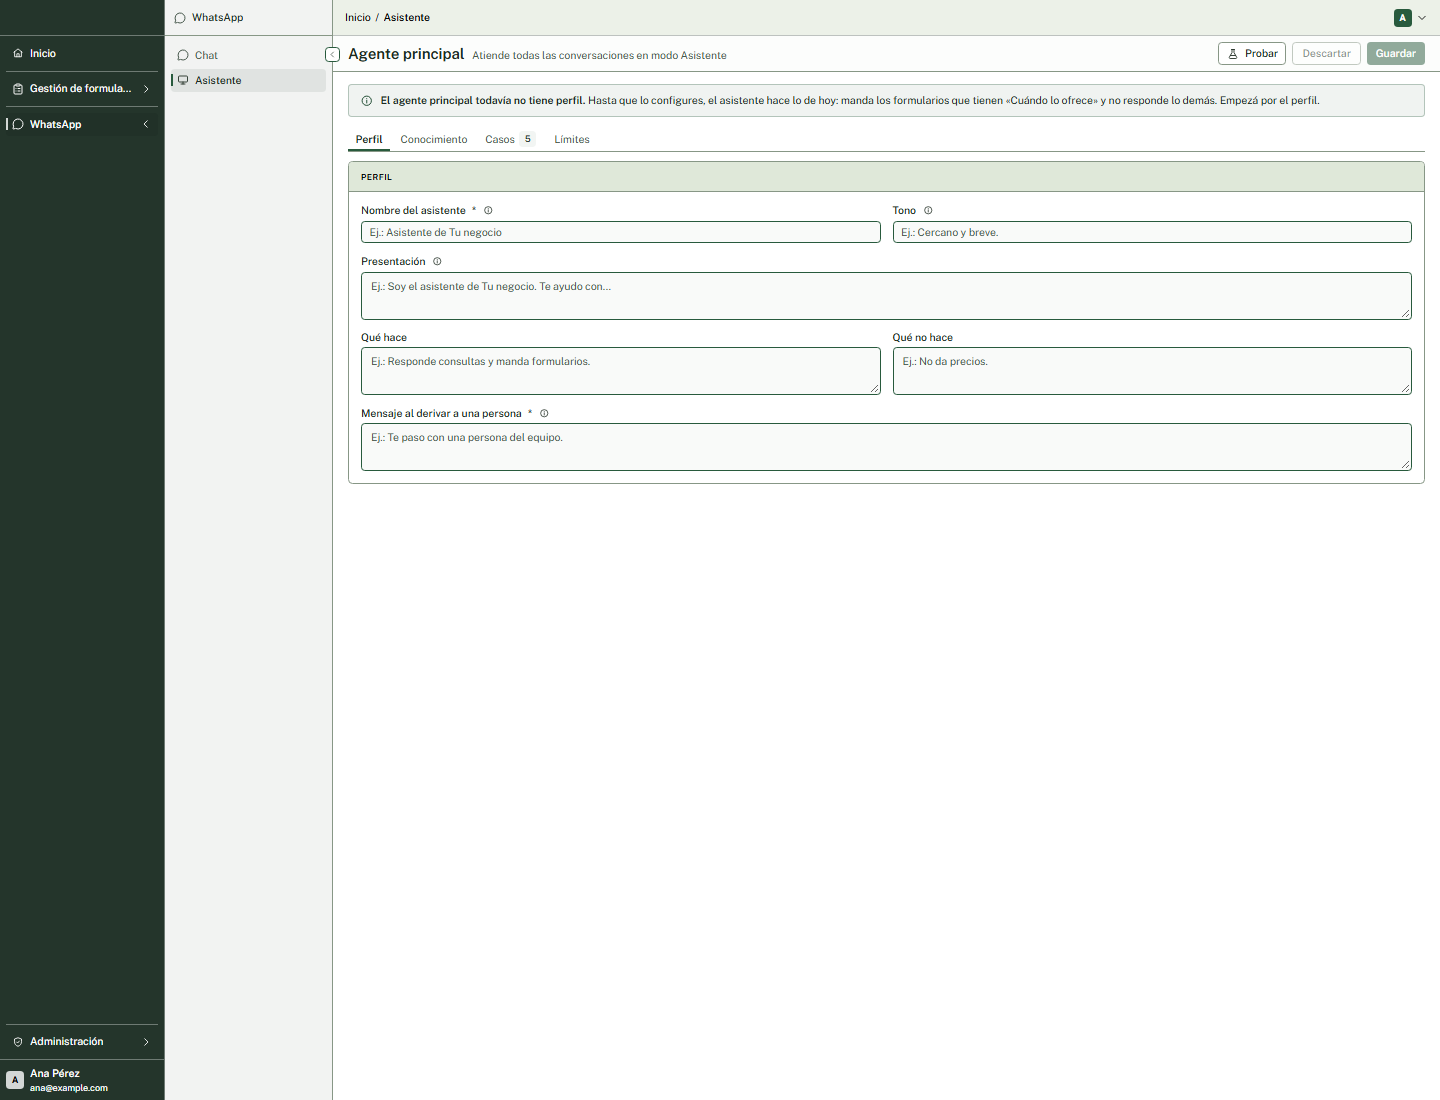 WhatsApp
Inicio / Asistente
A
Inicio
Gestión de formula...
WhatsApp
Chat
Asistente
Agente principal Atiende todas las conversaciones en modo Asistente
Probar
Descartar
Guardar
El agente principal todavía no tiene perfil. Hasta que lo configures, el asistente hace lo de hoy: manda los formularios que tienen «Cuándo lo ofrece» y no responde lo demás. Empezá por el perfil.
Perfil Conocimiento Casos 5 Límites
PERFIL
Nombre del asistente *
Ej.: Asistente de Tu negocio
Tono
Ej.: Cercano y breve.
Presentación
Ej.: Soy el asistente de Tu negocio. Te ayudo con...
Qué hace
Ej.: Responde consultas y manda formularios.
Qué no hace
Ej.: No da precios.
Mensaje al derivar a una persona *
Ej.: Te paso con una persona del equipo.
Administración
A
Ana Pérez
ana@example.com